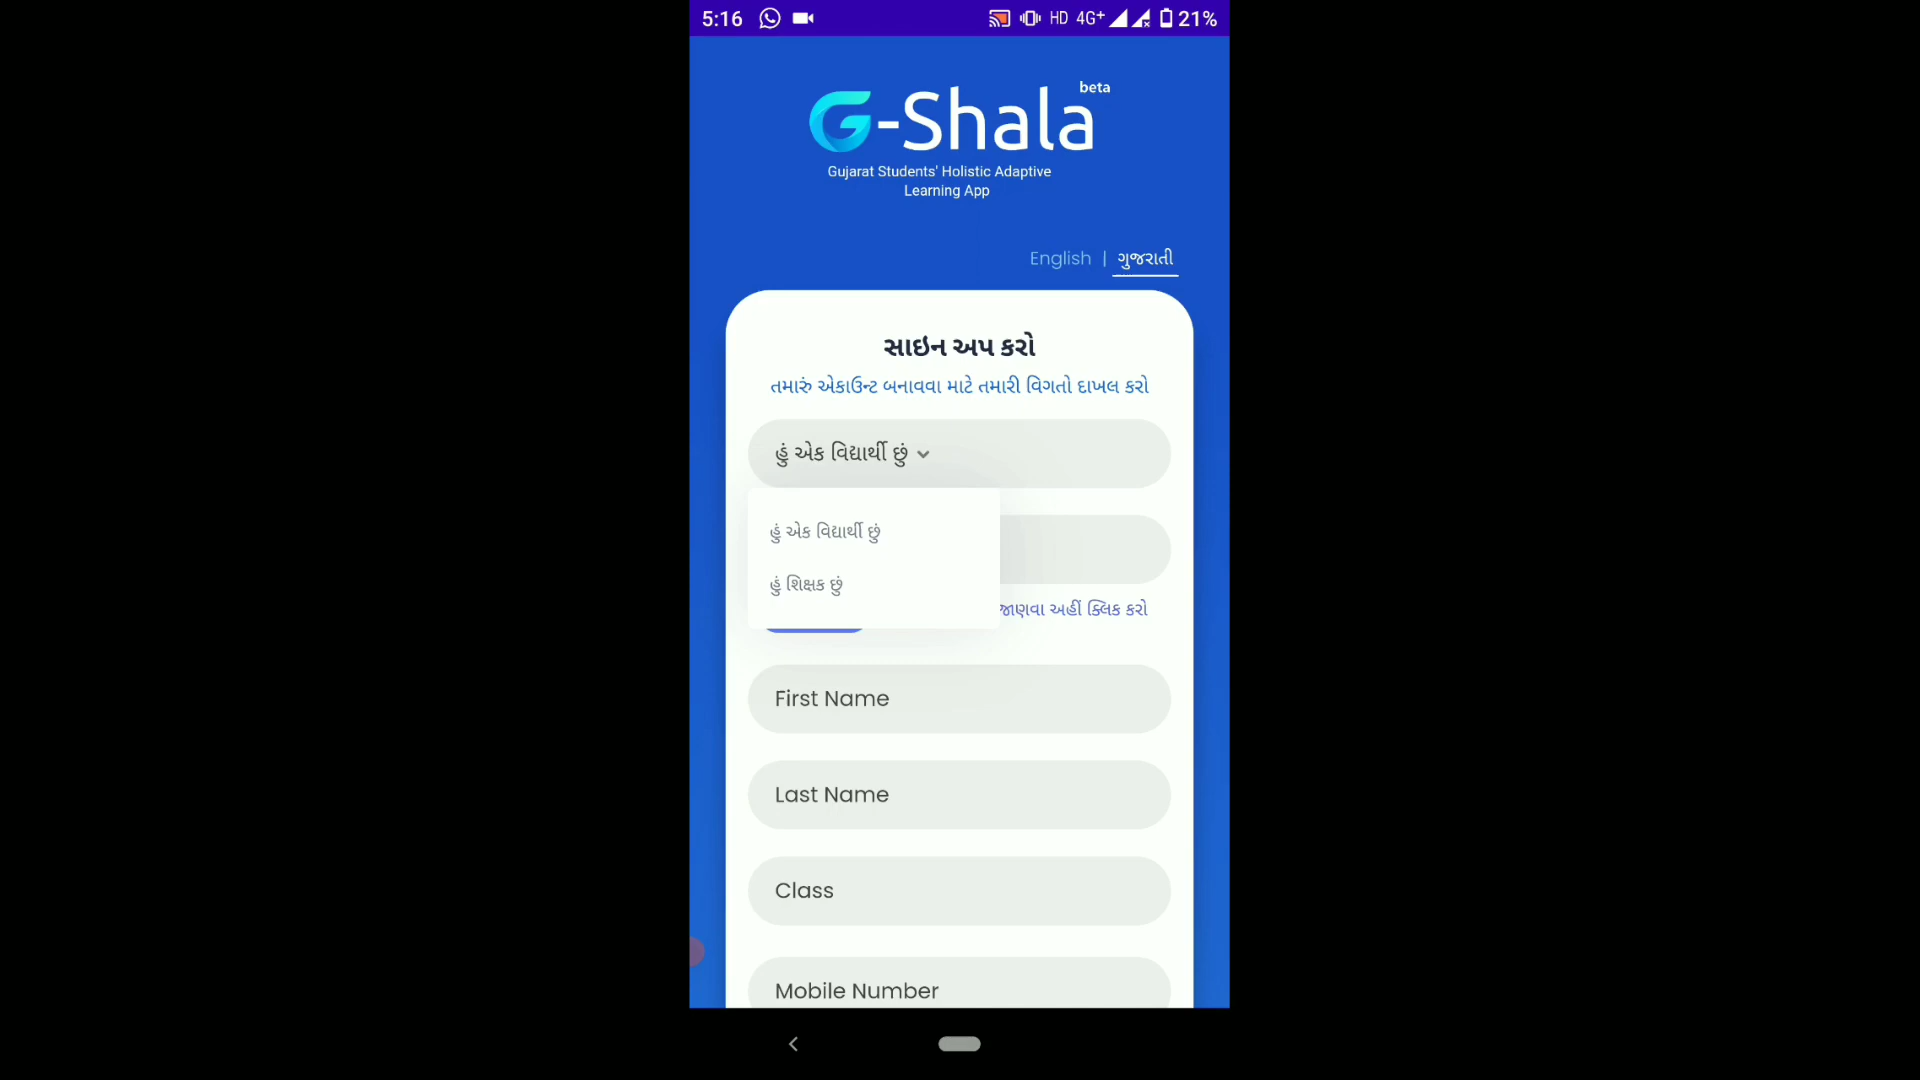 5:16 HD 4G+ 21%
G-Shala beta
Gujarat Students' Holistic Adaptive
Learning App
English | ગુજરાતી
સાઇન અપ કરો
તમારું એકાઉન્ટ બનાવવા માટે તમારી વિગતો દાખલ કરો
હું એક વિદ્યાર્થી છું
હું એક વિદ્યાર્થી છું
હું શિક્ષક છું
જાણવા અહીં ક્લિક કરો
First Name
Last Name
Class
Mobile Number